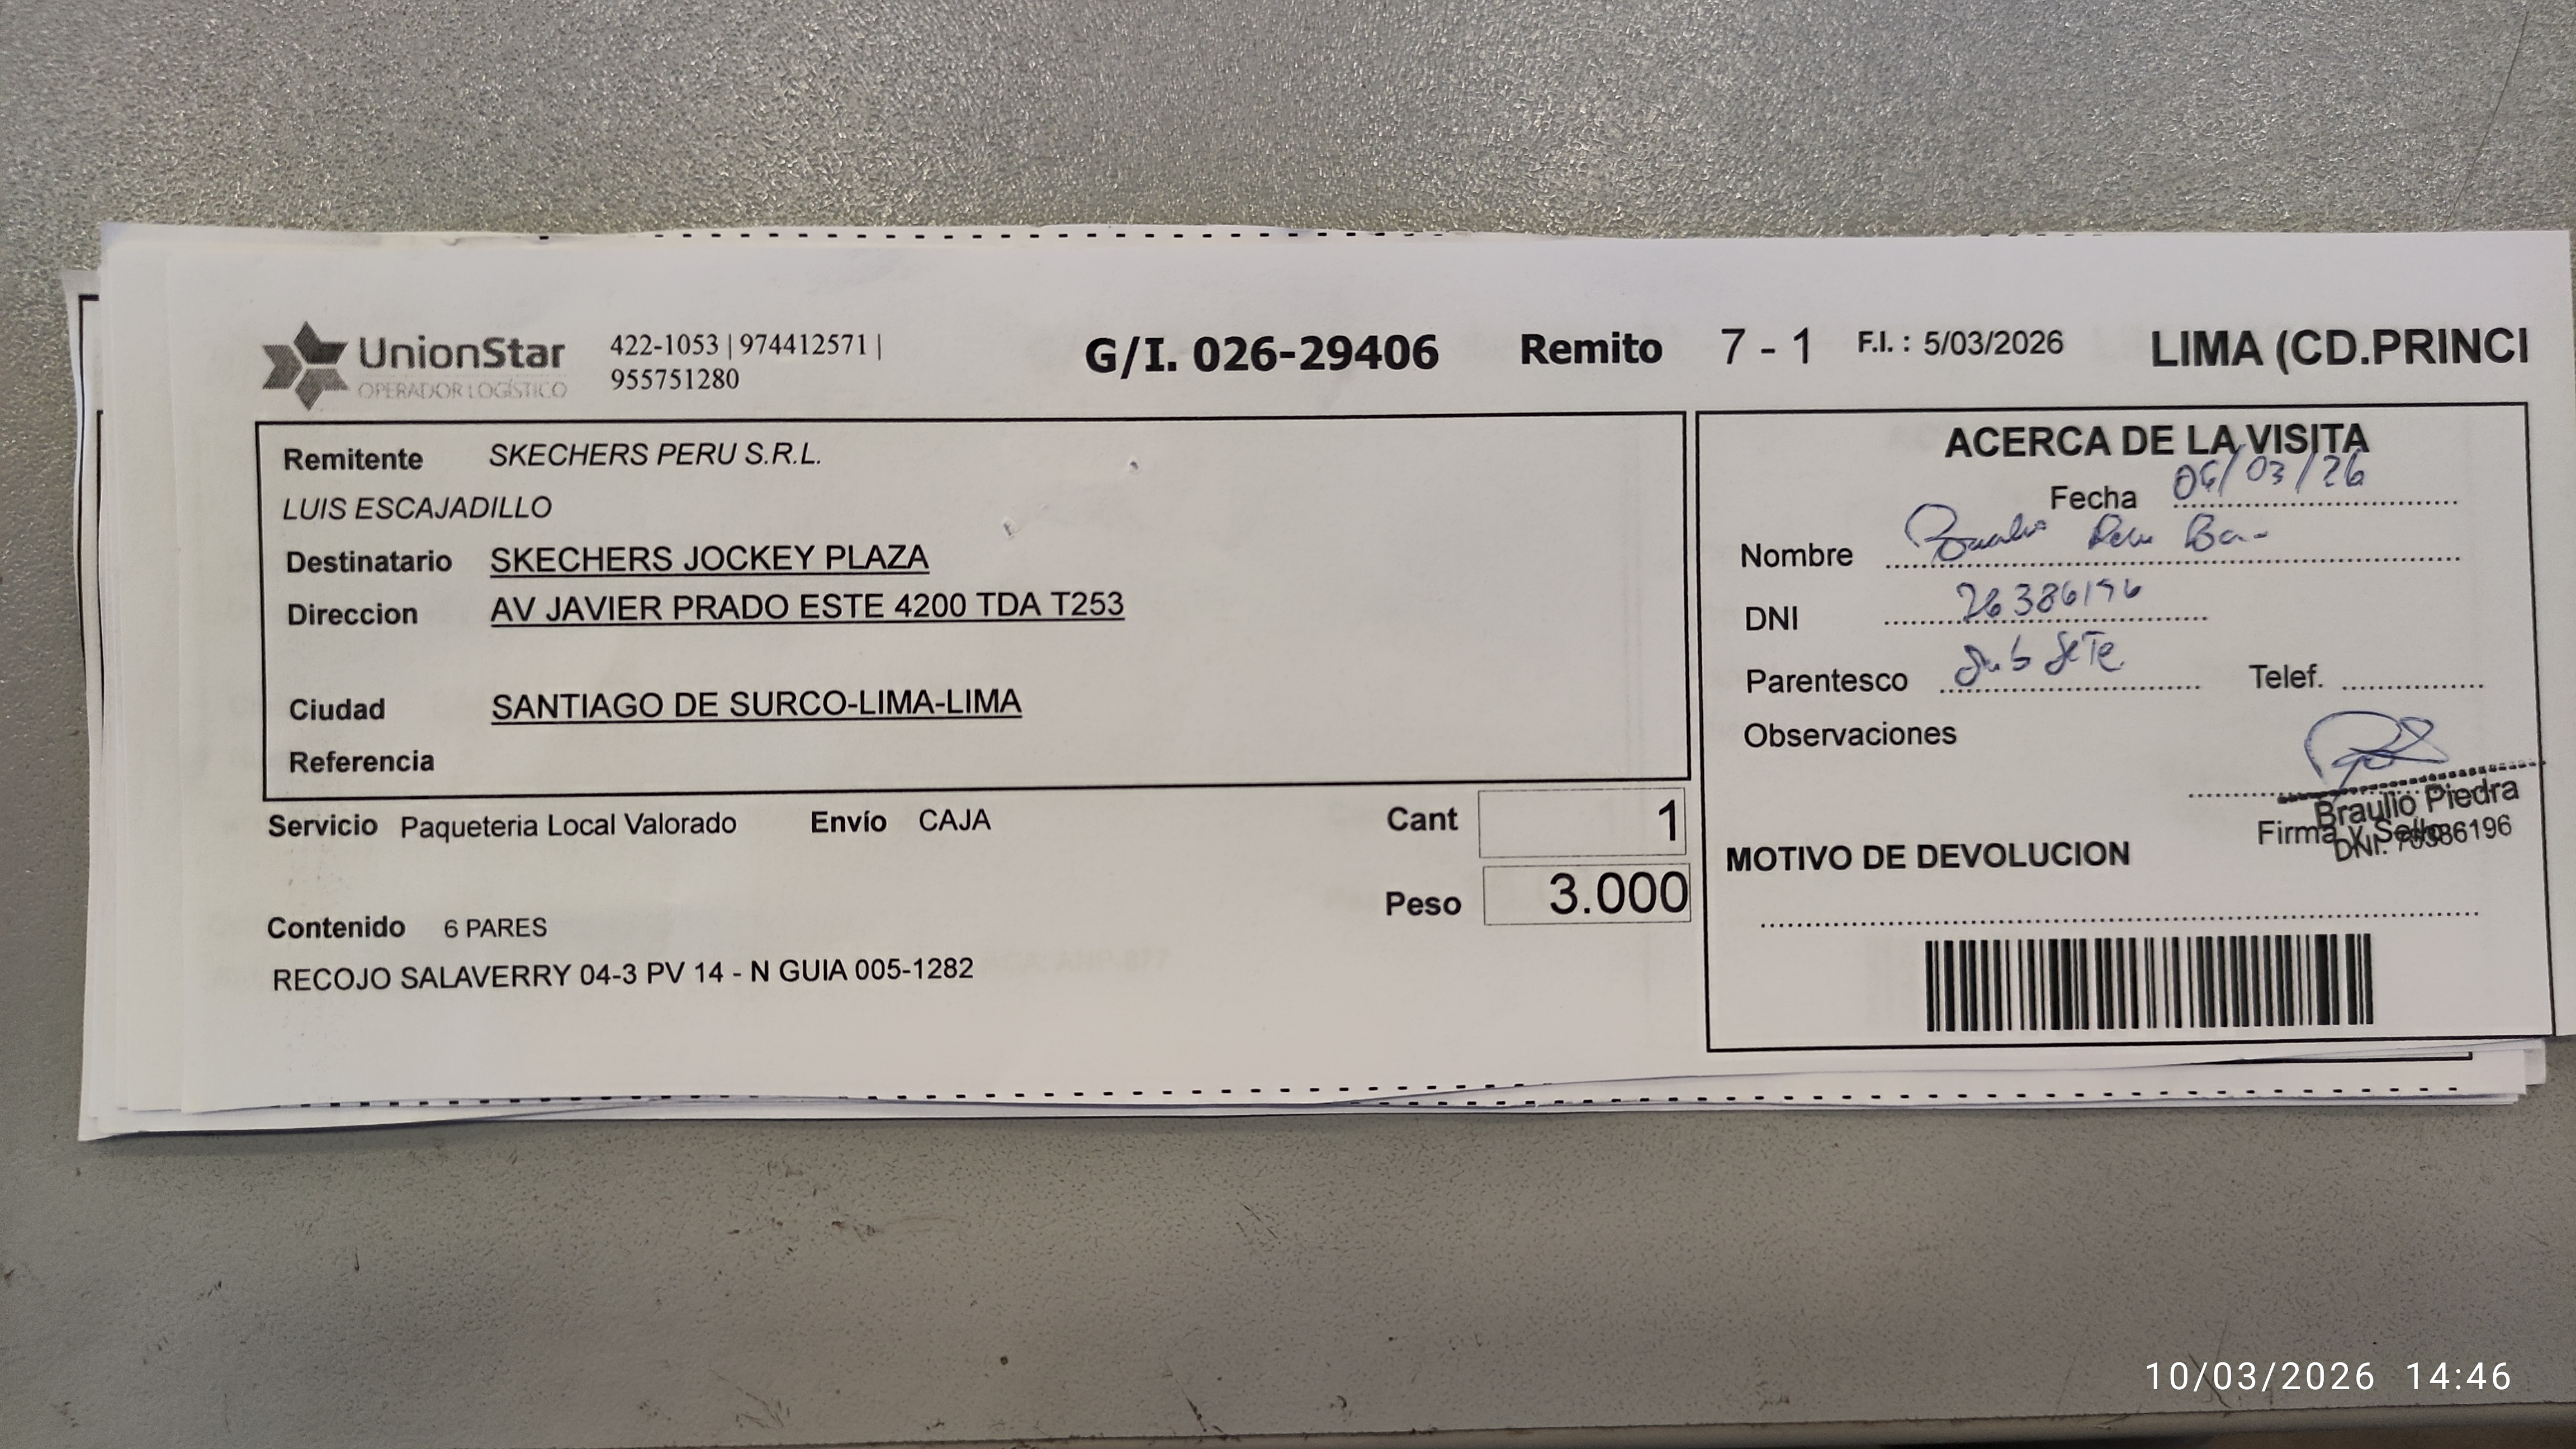 UnionStar
OPERADOR LOGÍSTICO
422-1053 | 974412571 |
955751280
G/I. 026-29406 Remito 7 - 1 F.I. : 5/03/2026 LIMA (CD.PRINCI
Remitente SKECHERS PERU S.R.L.
LUIS ESCAJADILLO
Destinatario SKECHERS JOCKEY PLAZA
Direccion AV JAVIER PRADO ESTE 4200 TDA T253
Ciudad SANTIAGO DE SURCO-LIMA-LIMA
Referencia
Servicio Paqueteria Local Valorado Envío CAJA
Cant 1
Peso 3.000
Contenido 6 PARES
RECOJO SALAVERRY 04-3 PV 14 - N GUIA 005-1282
ACERCA DE LA VISITA
Fecha 06/03/26
Nombre
DNI
Parentesco Sub Jefe Telef.
Observaciones
Braulio Piedra
Firma y Sello
DNI.
MOTIVO DE DEVOLUCION
10/03/2026 14:46